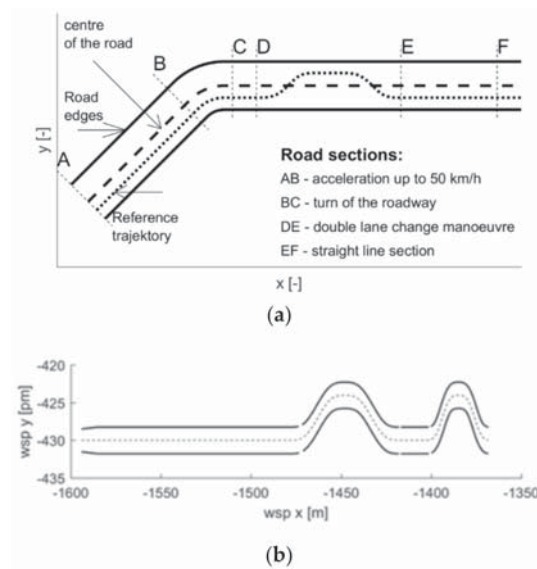 centre
of the road
B
C D
E
F
Road
edges
A
y [-]
Road sections:
AB - acceleration up to 50 km/h
BC - turn of the roadway
DE - double lane change manoeuvre
EF - straight line section
Reference
trajektory
x [-]
(a)
-420
-425
-430
-435
wsp y [pm]
-1600
-1550
-1500
-1450
-1400
-1350
wsp x [m]
(b)